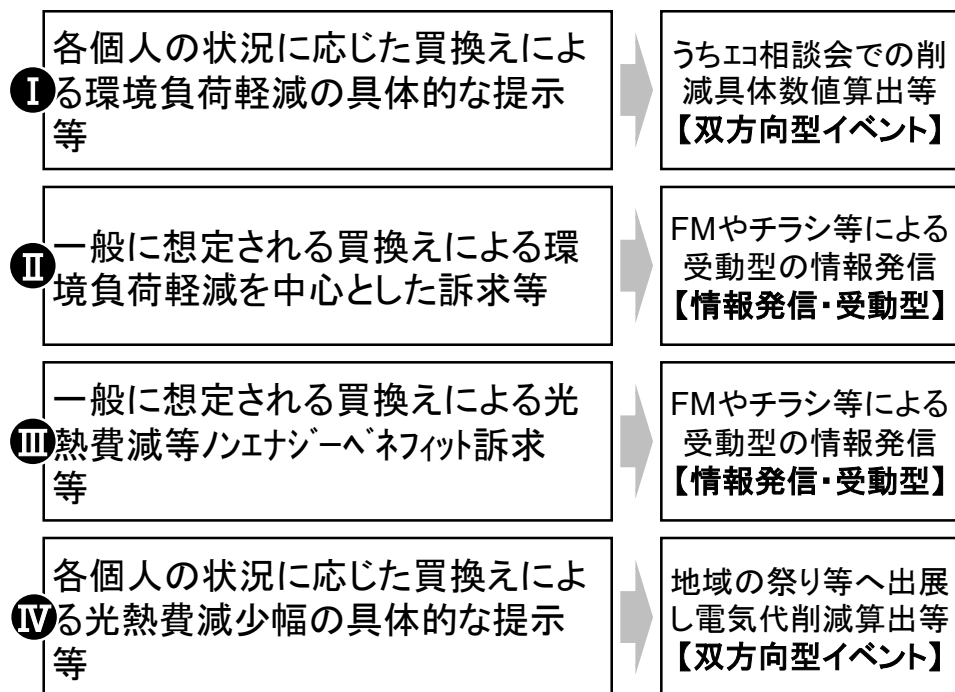 Ⅰ
各個人の状況に応じた買換えによ
る環境負荷軽減の具体的な提示
等
うちｴｺ相談会での削
減具体数値算出等
【双方向型イベント】
Ⅱ
一般に想定される買換えによる環
境負荷軽減を中心とした訴求等
FMやチラシ等による
受動型の情報発信
【情報発信・受動型】
Ⅲ
一般に想定される買換えによる光
熱費減等ﾉﾝｴﾅｼﾞｰﾍﾞﾈﾌｨｯﾄ訴求
等
FMやチラシ等による
受動型の情報発信
【情報発信・受動型】
Ⅳ
各個人の状況に応じた買換えによ
る光熱費減少幅の具体的な提示
等
地域の祭り等へ出展
し電気代削減算出等
【双方向型イベント】